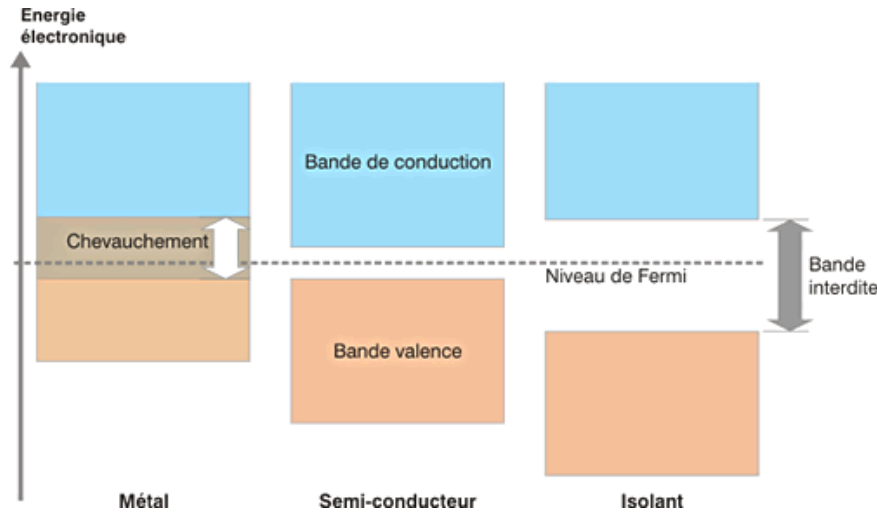 Energie
électronique
Bande de conduction
Chevauchement
Niveau de Fermi
Bande
interdite
Bande valence
Métal
Semi-conducteur
Isolant